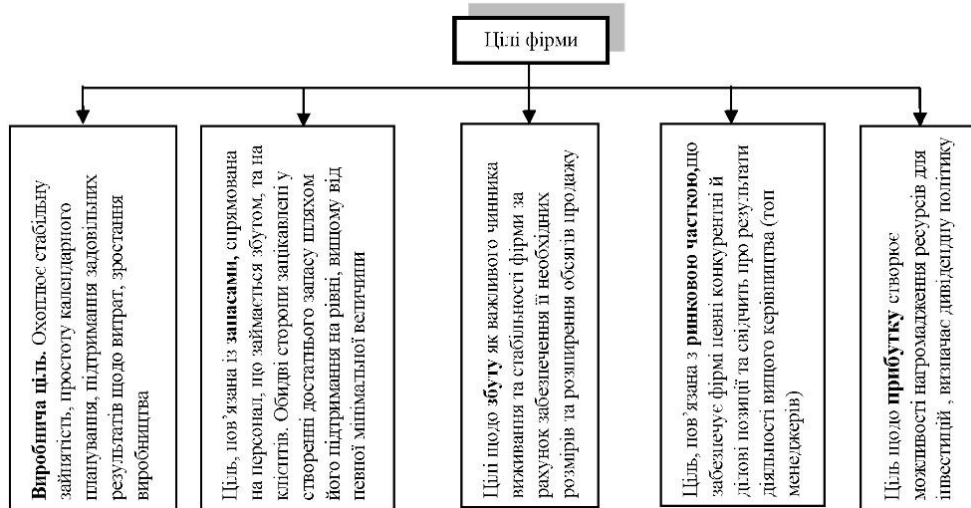 Цілі фірми
Виробнича ціль. Охоплює стабільну
зайнятість, простоту календарного
планування, підтримання задовільних
результатів щодо витрат, зростання
виробництва
Ціль, пов’язана із запасами, спрямована
на персонал, що займається збутом, та на
клієнтів. Обидві сторони зацікавлені у
створенні достатнього запасу шляхом
його підтримання на рівні, вищому від
певної мінімальної величини
Цілі щодо збуту як важливого чинника
виживання та стабільності фірми за
рахунок забезпечення її необхідних
розмірів та розширення обсягів продажу
Ціль, пов’язана з ринковою часткою,що
забезпечує фірмі певні конкурентні й
ділові позиції та свідчить про результати
діяльності вищого керівництва (топ
менеджерів)
Ціль щодо прибутку створює
можливості нагромадження ресурсів для
інвестицій , визначає дивідендну політику